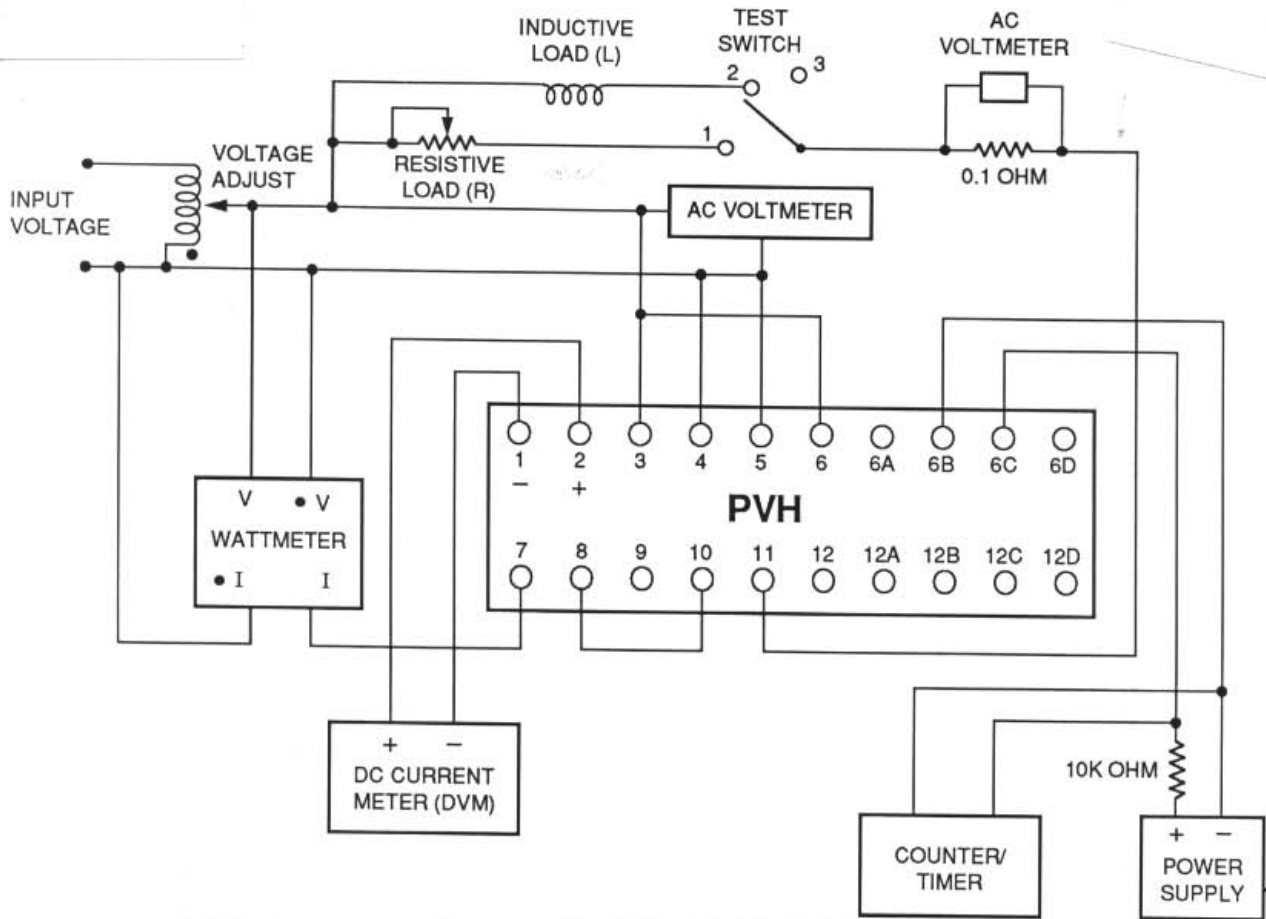 INDUCTIVE
LOAD (L)
TEST
SWITCH
AC
VOLTMETER
2
3
1
VOLTAGE
ADJUST
RESISTIVE
LOAD (R)
0.1 OHM
INPUT
VOLTAGE
AC VOLTMETER
1 2 3 4 5 6 6A 6B 6C 6D
− +
PVH
V • V
WATTMETER
• I I
7 8 9 10 11 12 12A 12B 12C 12D
+ −
DC CURRENT
METER (DVM)
10K OHM
COUNTER/
TIMER
+ −
POWER
SUPPLY